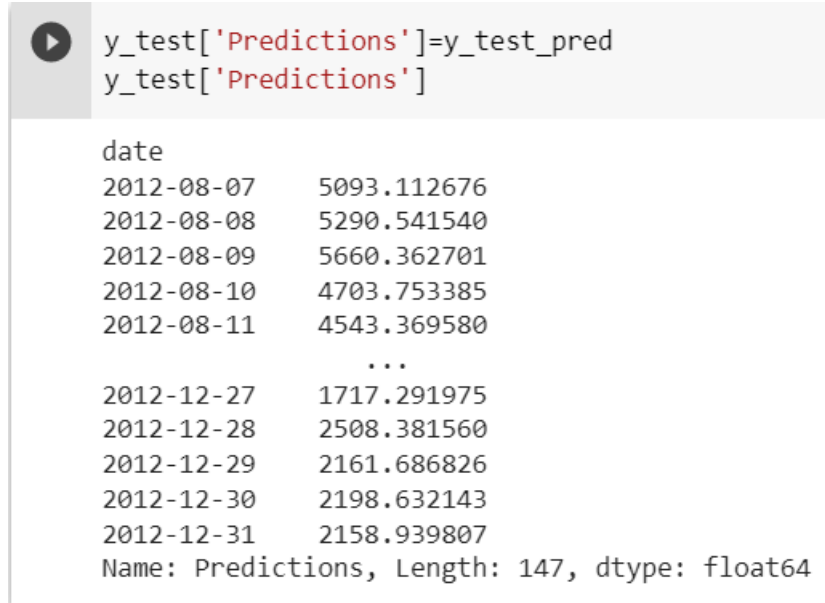 y_test['Predictions']=y_test_pred
y_test['Predictions']
date
2012-08-07    5093.112676
2012-08-08    5290.541540
2012-08-09    5660.362701
2012-08-10    4703.753385
2012-08-11    4543.369580
...
2012-12-27    1717.291975
2012-12-28    2508.381560
2012-12-29    2161.686826
2012-12-30    2198.632143
2012-12-31    2158.939807
Name: Predictions, Length: 147, dtype: float64